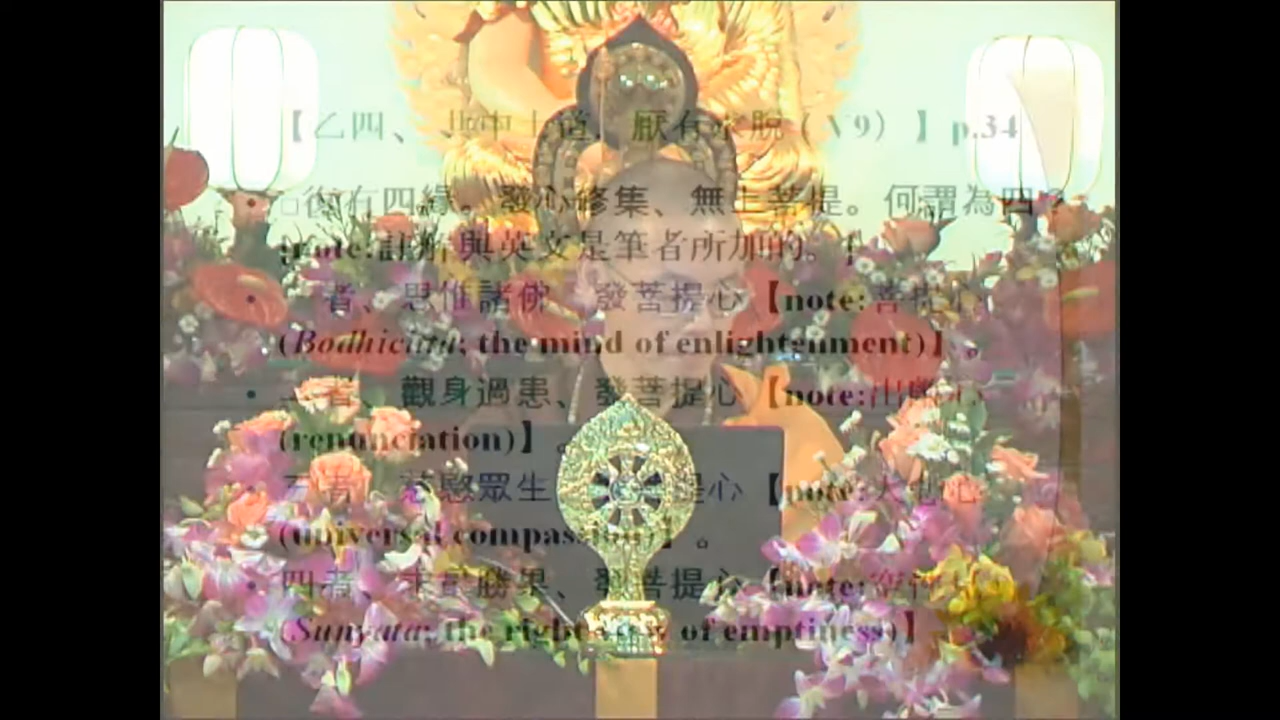 【乙四、共中士道，厭有求脫（V9）】p.34
• □復有四緣。發心修集、無上菩提。何謂為四？
【note:註解與英文是筆者所加的。】
• 一者、思惟諸佛、發菩提心【note:菩提心
(Bodhicitta; the mind of enlightenment)】。
• 二者、觀身過患、發菩提心【note:出離心
(renunciation)】。
• 三者、慈愍眾生、發菩提心【note:大悲心
(universal compassion)】。
• 四者、求最勝果、發菩提心【note:空
(Sunyata; the right view of emptiness)】